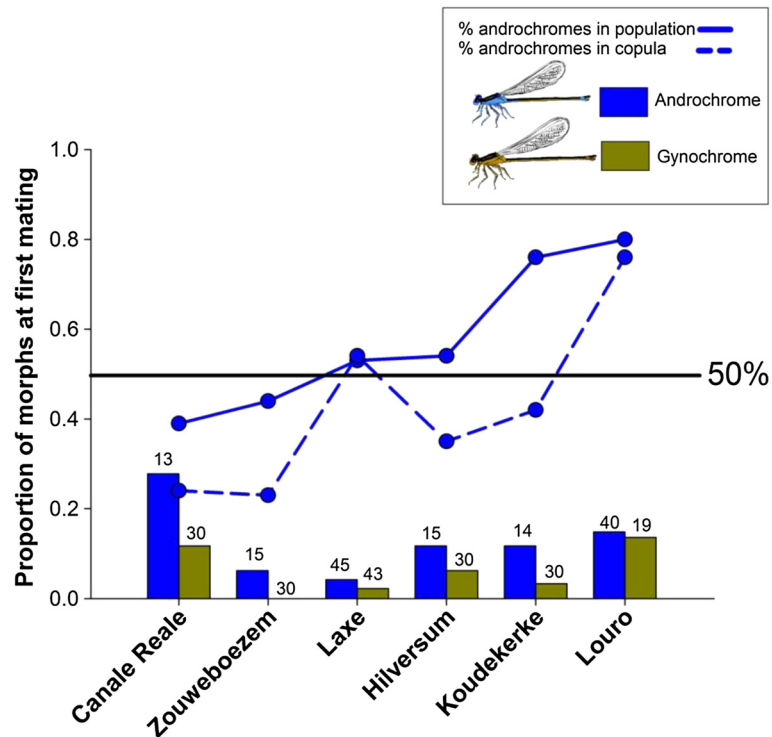 % androchromes in population
% androchromes in copula
Androchrome
Gynochrome
Proportion of morphs at first mating
1.0
0.8
0.6
0.4
0.2
0.0
50%
13
30
15
30
45
43
15
30
14
30
40
19
Canale Reale
Zouweboezem
Laxe
Hilversum
Koudekerke
Louro